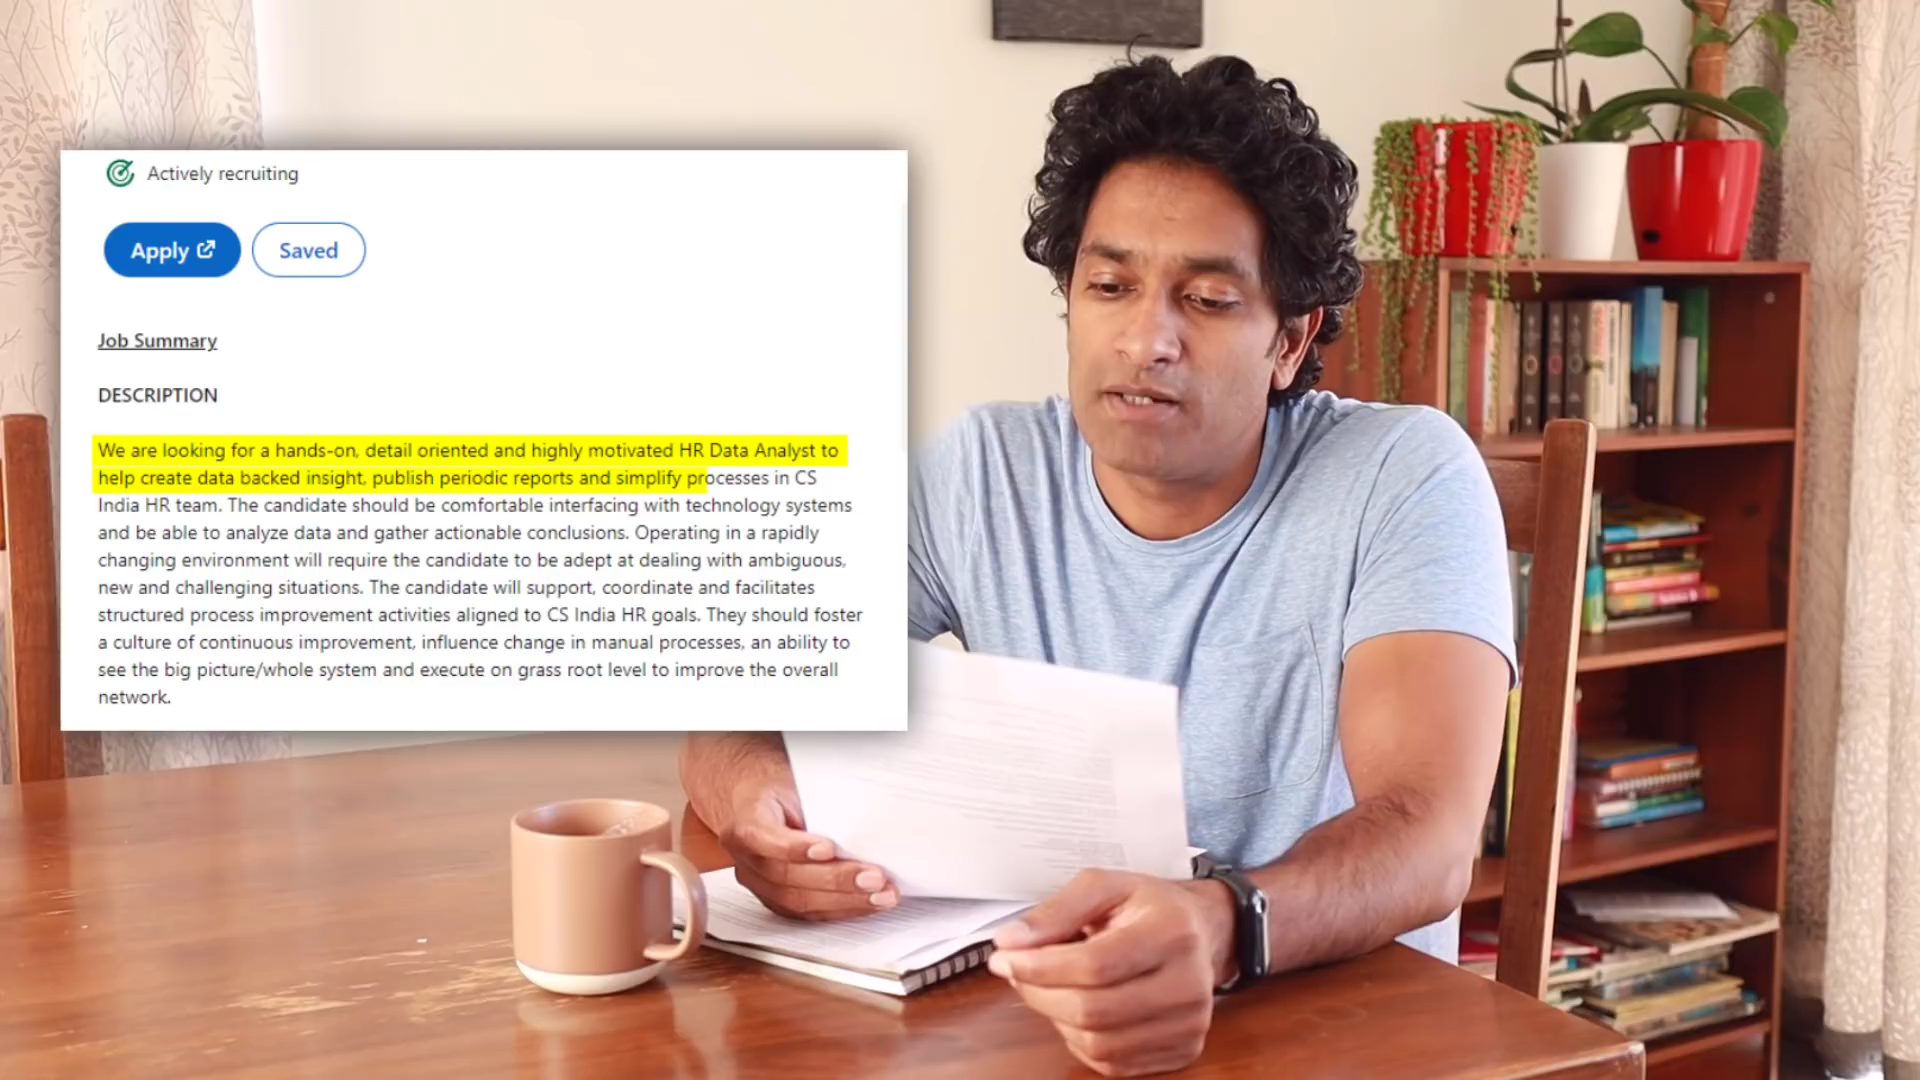 Actively recruiting
Apply
Saved
Job Summary
DESCRIPTION
We are looking for a hands-on, detail oriented and highly motivated HR Data Analyst to
help create data backed insight, publish periodic reports and simplify processes in CS
India HR team. The candidate should be comfortable interfacing with technology systems
and be able to analyze data and gather actionable conclusions. Operating in a rapidly
changing environment will require the candidate to be adept at dealing with ambiguous,
new and challenging situations. The candidate will support, coordinate and facilitates
structured process improvement activities aligned to CS India HR goals. They should foster
a culture of continuous improvement, influence change in manual processes, an ability to
see the big picture/whole system and execute on grass root level to improve the overall
network.